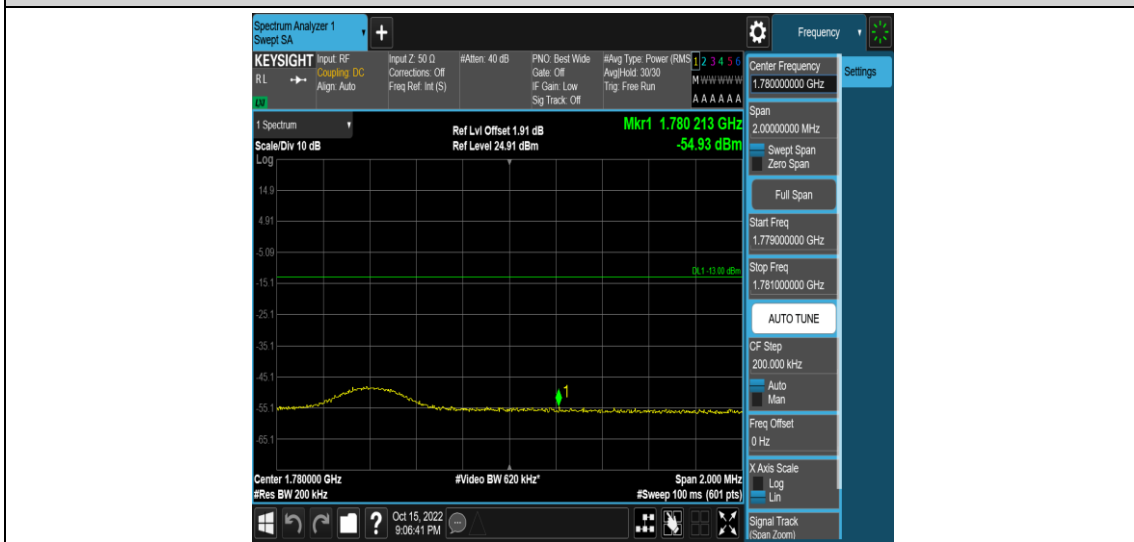 Spectrum Analyzer 1
Swept SA
+
Frequency
KEYSIGHT
RL
LXI
Input: RF
Coupling: DC
Align: Auto
Input Z: 50 Ω
Corrections: Off
Freq Ref: Int (S)
#Atten: 40 dB
PNO: Best Wide
Gate: Off
IF Gain: Low
Sig Track: Off
#Avg Type: Power (RMS
Avg|Hold: 30/30
Trig: Free Run
1 2 3 4 5 6
M W W W W W
A A A A A A
1 Spectrum
Scale/Div 10 dB
Log
Ref Lvl Offset 1.91 dB
Ref Level 24.91 dBm
Mkr1 1.780 213 GHz
-54.93 dBm
14.9
4.91
-5.09
DL1 -13.00 dBm
-15.1
-25.1
-35.1
-45.1
1
-55.1
-65.1
Center 1.780000 GHz
#Res BW 200 kHz
#Video BW 620 kHz*
Span 2.000 MHz
#Sweep 100 ms (601 pts)
Center Frequency
1.780000000 GHz
Settings
Span
2.00000000 MHz
Swept Span
Zero Span
Full Span
Start Freq
1.779000000 GHz
Stop Freq
1.781000000 GHz
AUTO TUNE
CF Step
200.000 kHz
Auto
Man
Freq Offset
0 Hz
X Axis Scale
Log
Lin
Signal Track
(Span Zoom)
?
Oct 15, 2022
9:06:41 PM